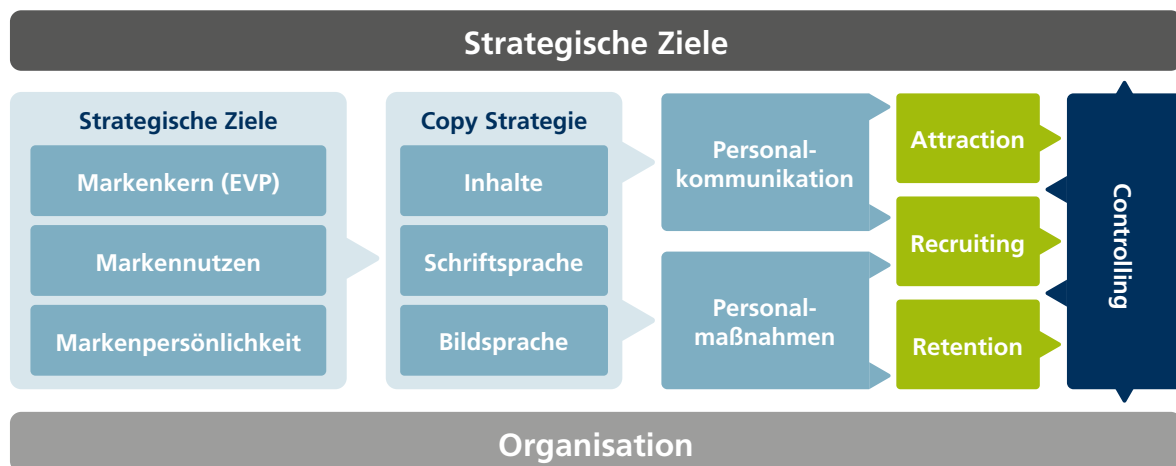 Strategische Ziele
Strategische Ziele
Markenkern (EVP)
Markennutzen
Markenpersönlichkeit
Copy Strategie
Inhalte
Schriftsprache
Bildsprache
Personal-
kommunikation
Personal-
maßnahmen
Attraction
Recruiting
Retention
Controlling
Organisation